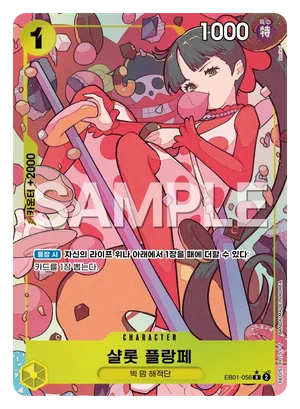 1
1000
특수
特
카운터 +2000
SAMPLE
등장 시 자신의 라이프 위나 아래에서 1장을 패에 더할 수 있다:
카드를 1장 뽑는다.
CHARACTER
샬롯 플랑페
빅 맘 해적단
EB01-056 R
2